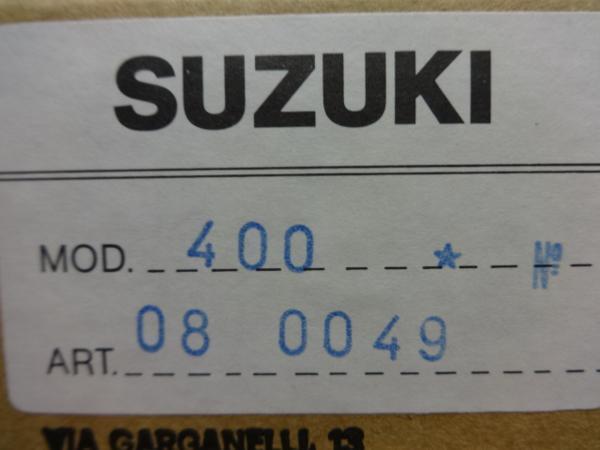 SUZUKI
MOD. 400 * Nº
ART. 08 0049
VIA GARGANELLI, 13